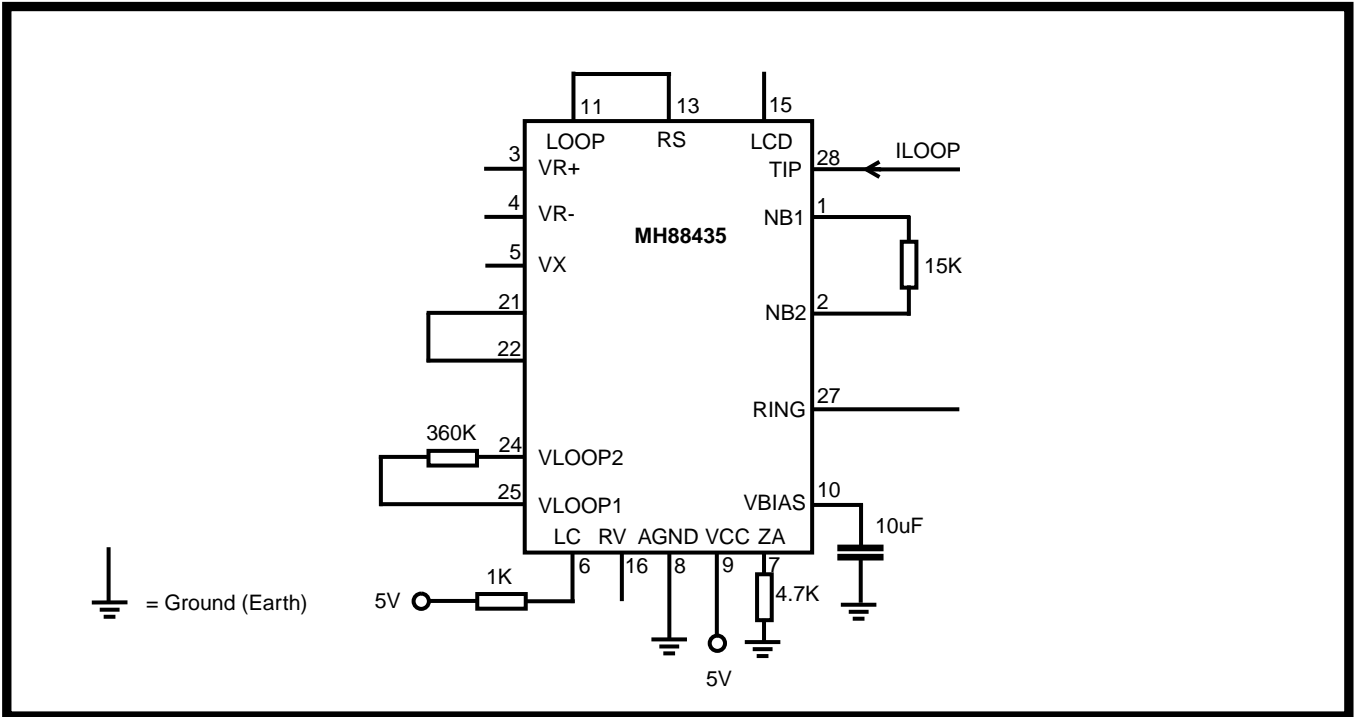 11
13
15
LOOP
RS
LCD
3
VR+
TIP
28
ILOOP
4
VR-
NB1
1
MH88435
5
VX
15K
21
NB2
2
22
RING
27
360K
24
VLOOP2
25
VLOOP1
VBIAS
10
10uF
LC RV AGND VCC ZA
6
16
8
9
7
1K
5V
4.7K
= Ground (Earth)
5V